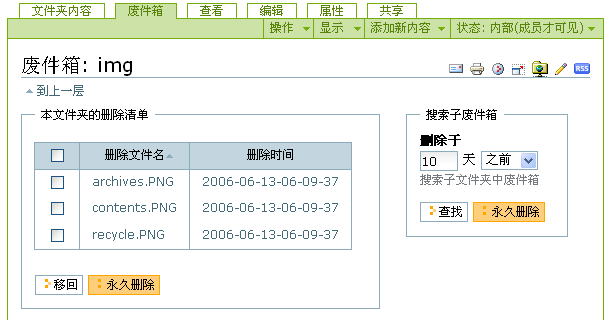 文件夹内容 废件箱 查看 编辑 属性 共享
操作 显示 添加新内容 状态: 内部(成员才可见)
废件箱: img
RSS
到上一层
本文件夹的删除清单
删除文件名 删除时间
archives.PNG 2006-06-13-06-09-37
contents.PNG 2006-06-13-06-09-37
recycle.PNG 2006-06-13-06-09-37
移回 永久删除
搜索子废件箱
删除于
10 天 之前
搜索子文件夹中废件箱
查找 永久删除